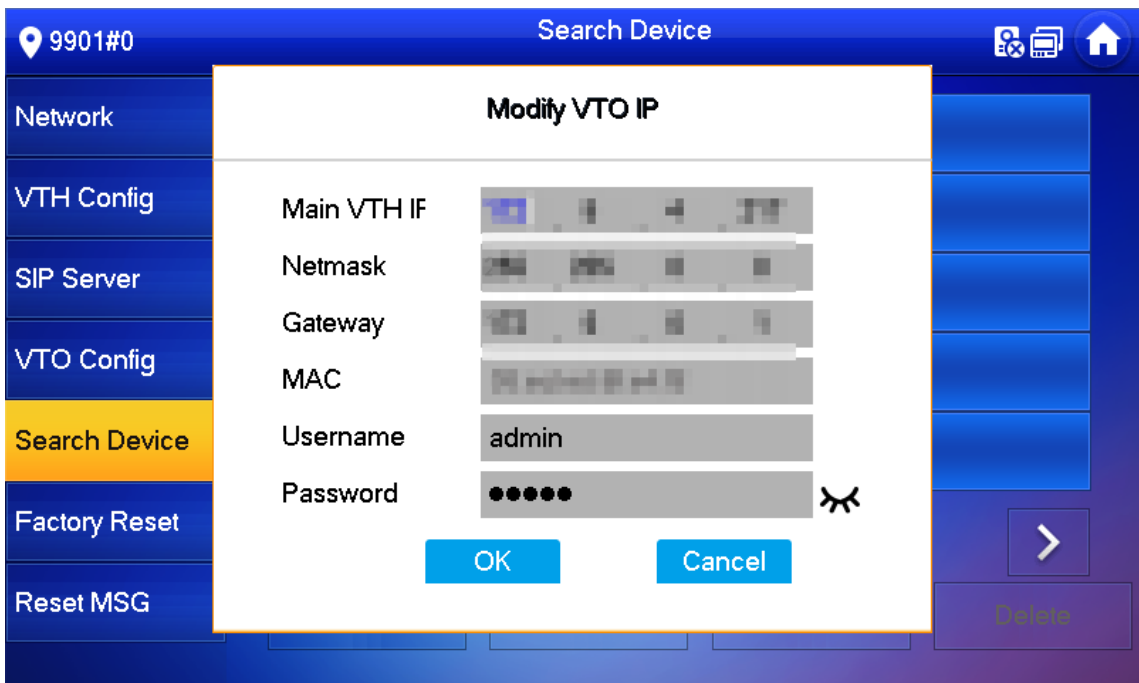 9901#0
Search Device
Network
VTH Config
SIP Server
VTO Config
Search Device
Factory Reset
Reset MSG
Modify VTO IP
Main VTH IP
Netmask
Gateway
MAC
Username
admin
Password
●●●●●
OK
Cancel
Delete